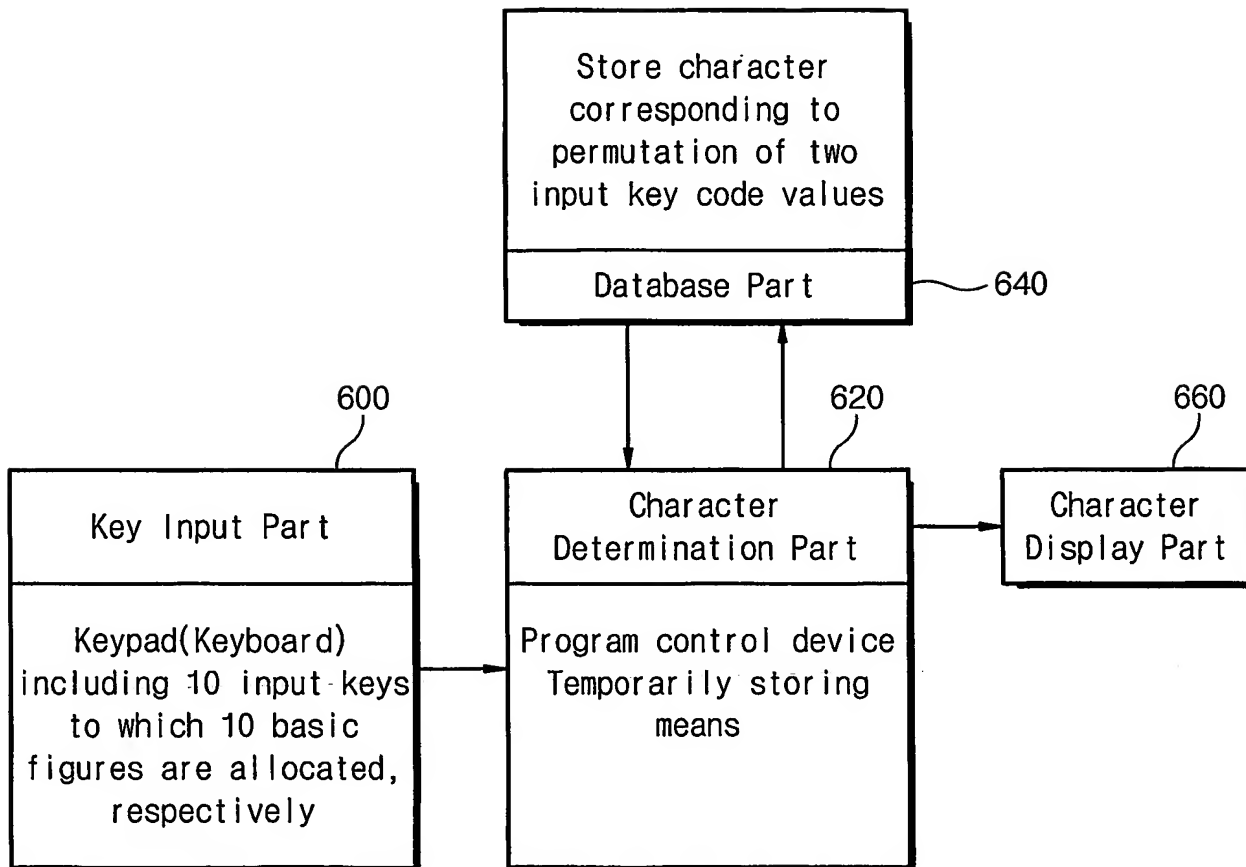 Store character
corresponding to
permutation of two
input key code values
Database Part
640
600
Key Input Part
Keypad(Keyboard)
including 10 input keys
to which 10 basic
figures are allocated,
respectively
620
Character
Determination Part
Program control device
Temporarily storing
means
660
Character
Display Part